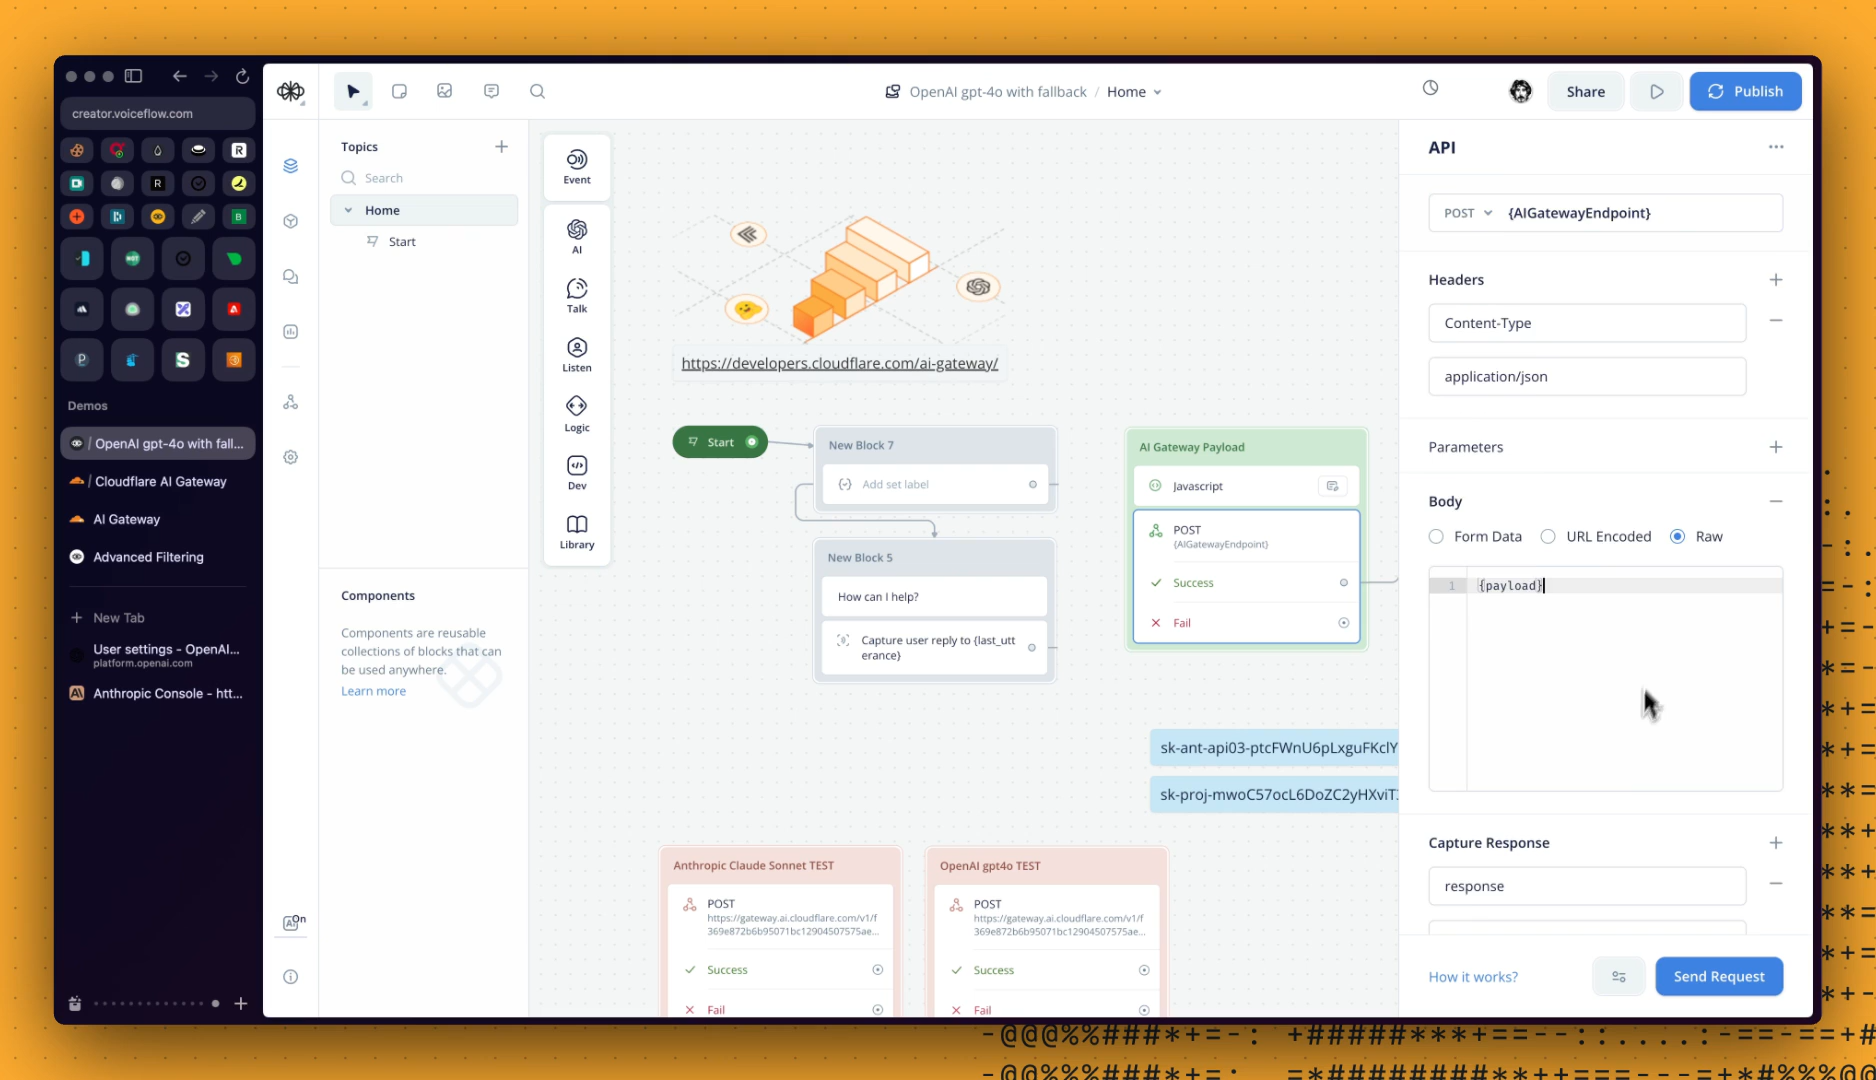 creator.voiceflow.com
Demos
/ OpenAI gpt-4o with fall...
/ Cloudflare AI Gateway
AI Gateway
Advanced Filtering
+ New Tab
User settings - OpenAI...
platform.openai.com
Anthropic Console - htt...
OpenAI gpt-4o with fallback / Home
Share
Publish
Topics
Search
Home
Start
Components
Components are reusable
collections of blocks that can
be used anywhere.
Learn more
On
Event
AI
Talk
Listen
Logic
Dev
Library
https://developers.cloudflare.com/ai-gateway/
Start
New Block 7
Add set label
New Block 5
How can I help?
Capture user reply to {last_utt
erance}
AI Gateway Payload
Javascript
POST
{AIGatewayEndpoint}
Success
Fail
sk-ant-api03-ptcFWnU6pLxguFKclY
sk-proj-mwoC57ocL6DoZC2yHXviT
Anthropic Claude Sonnet TEST
POST
https://gateway.ai.cloudflare.com/v1/f
369e872b6b95071bc12904507575ae...
Success
Fail
OpenAI gpt4o TEST
POST
https://gateway.ai.cloudflare.com/v1/f
369e872b6b95071bc12904507575ae...
Success
Fail
API
POST {AIGatewayEndpoint}
Headers
Content-Type
application/json
Parameters
Body
Form Data URL Encoded Raw
1 {payload}
Capture Response
response
How it works?
Send Request